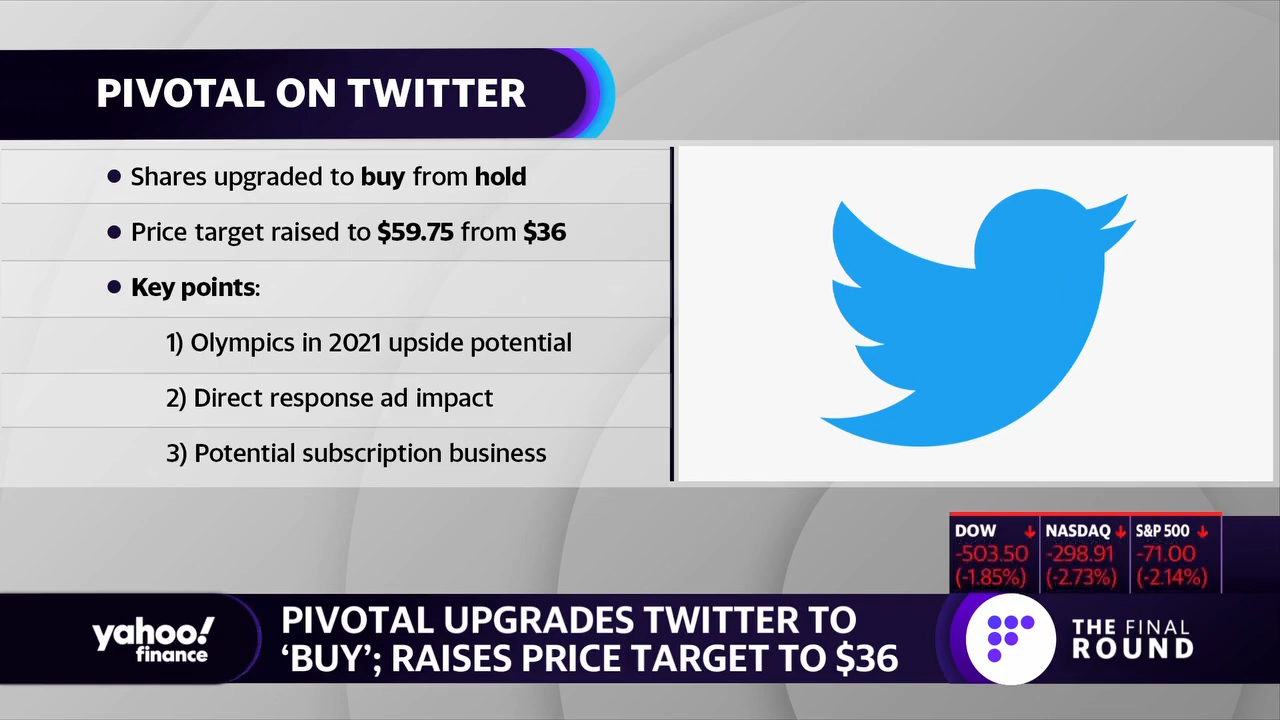 PIVOTAL ON TWITTER
• Shares upgraded to buy from hold
• Price target raised to $59.75 from $36
• Key points:
1) Olympics in 2021 upside potential
2) Direct response ad impact
3) Potential subscription business
DOW NASDAQ S&P 500
-503.50 -298.91 -71.00
(-1.85%) (-2.73%) (-2.14%)
yahoo!
finance
PIVOTAL UPGRADES TWITTER TO
‘BUY’; RAISES PRICE TARGET TO $36
THE FINAL
ROUND